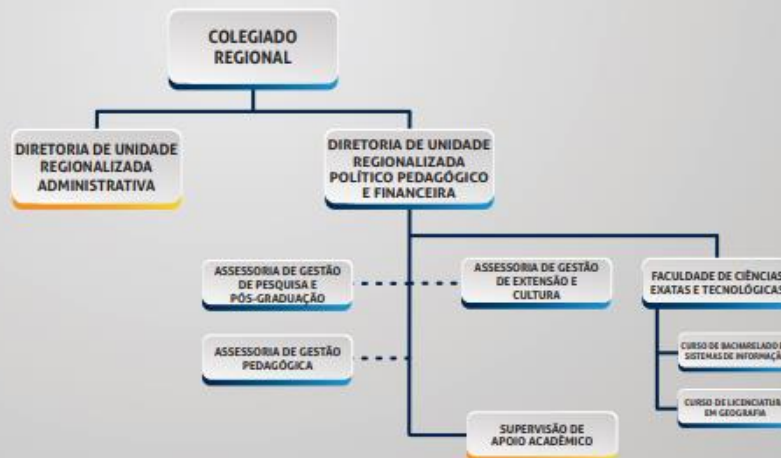 COLEGIADO
REGIONAL
DIRETORIA DE UNIDADE
REGIONALIZADA
ADMINISTRATIVA
DIRETORIA DE UNIDADE
REGIONALIZADA
POLÍTICO PEDAGÓGICO
E FINANCEIRA
ASSESSORIA DE GESTÃO
DE PESQUISA E
PÓS-GRADUAÇÃO
ASSESSORIA DE GESTÃO
DE EXTENSÃO E
CULTURA
FACULDADE DE CIÊNCIAS
EXATAS E TECNOLÓGICAS
ASSESSORIA DE GESTÃO
PEDAGÓGICA
CURSO DE BACHARELADO
SISTEMAS DE INFORMAÇÃ
CURSO DE LICENCIATURA
EM GEOGRAFIA
SUPERVISÃO DE
APOIO ACADÊMICO